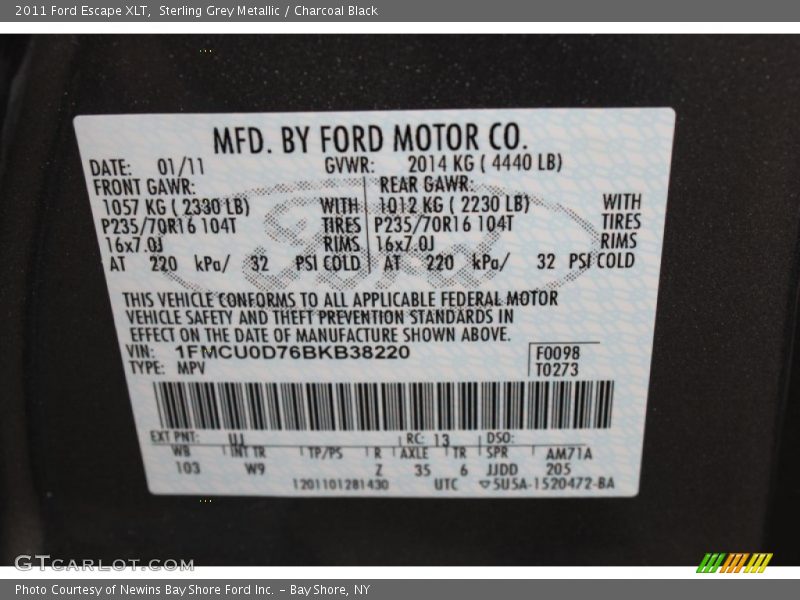 2011 Ford Escape XLT, Sterling Grey Metallic / Charcoal Black
MFD. BY FORD MOTOR CO.
DATE: 01/11 GVWR: 2014 KG ( 4440 LB)
FRONT GAWR: REAR GAWR:
1057 KG ( 2330 LB) WITH 1012 KG ( 2230 LB) WITH
P235/70R16 104T TIRES P235/70R16 104T TIRES
16x7.0J RIMS 16x7.0J RIMS
AT 220 kPa/ 32 PSI COLD AT 220 kPa/ 32 PSI COLD
Ford
THIS VEHICLE CONFORMS TO ALL APPLICABLE FEDERAL MOTOR
VEHICLE SAFETY AND THEFT PREVENTION STANDARDS IN
EFFECT ON THE DATE OF MANUFACTURE SHOWN ABOVE.
VIN: 1FMCU0D76BKB38220 F0098
TYPE: MPV T0273
EXT PNT: UJ RC: 13 DSO:
WB INT TR TP/PS R AXLE TR SPR AM71A
103 W9 Z 35 6 JJDD 205
1201101281430 UTC 5U5A-1520472-BA
GTCARLOT.COM
Photo Courtesy of Newins Bay Shore Ford Inc. - Bay Shore, NY